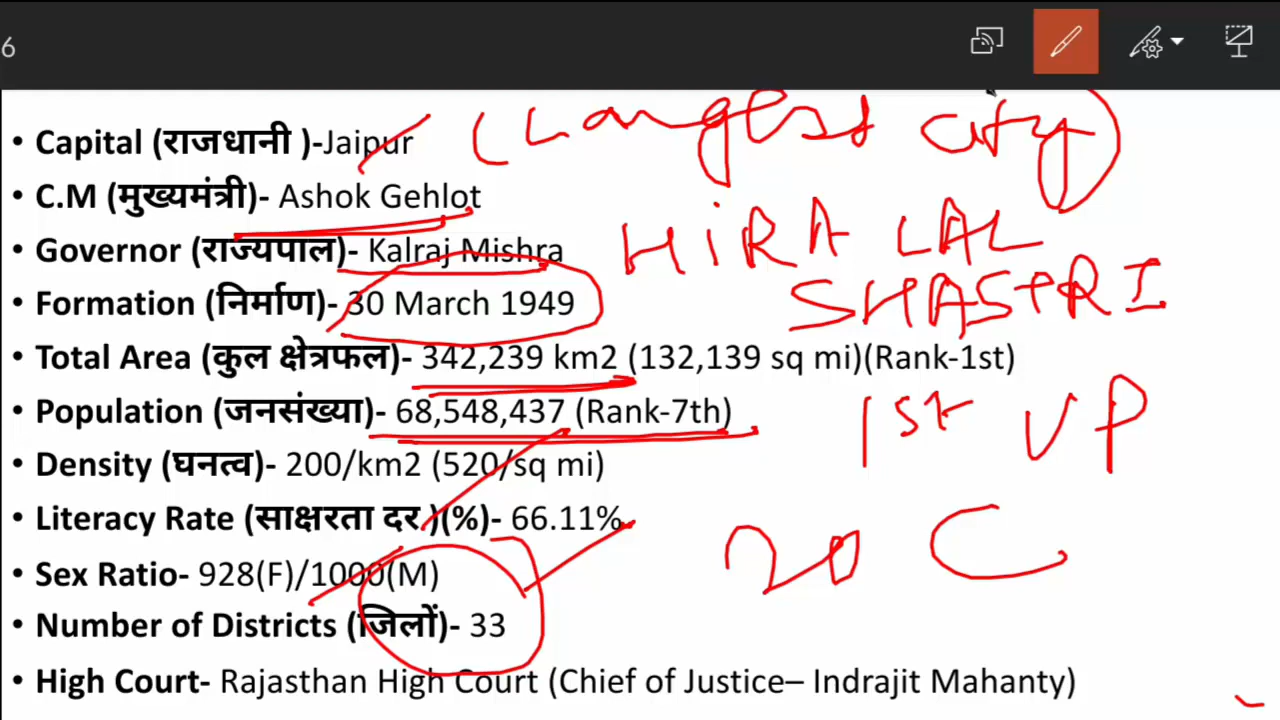 6
Capital (राजधानी )-Jaipur (Largest city)
C.M (मुख्यमंत्री)- Ashok Gehlot
HIRA LAL
Governor (राज्यपाल)- Kalraj Mishra
SHASTRI
Formation (निर्माण)- 30 March 1949
Total Area (कुल क्षेत्रफल)- 342,239 km2 (132,139 sq mi)(Rank-1st)
Population (जनसंख्या)- 68,548,437 (Rank-7th)
1st UP
Density (घनत्व)- 200/km2 (520/sq mi)
Literacy Rate (साक्षरता दर )(%)- 66.11%
20 C
Sex Ratio- 928(F)/1000(M)
Number of Districts (जिलों)- 33
High Court- Rajasthan High Court (Chief of Justice– Indrajit Mahanty)